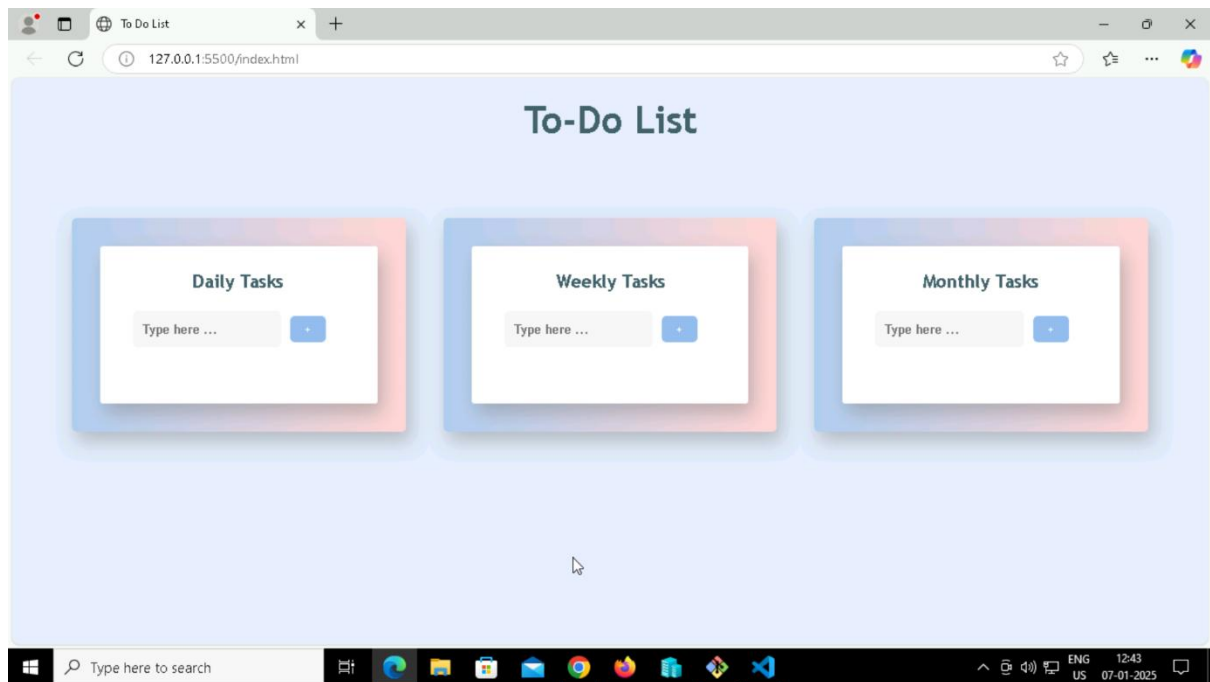 To Do List
127.0.0.1:5500/index.html
To-Do List
Daily Tasks
Type here ...
+
Weekly Tasks
Type here ...
+
Monthly Tasks
Type here ...
+
Type here to search
ENG
US
12:43
07-01-2025